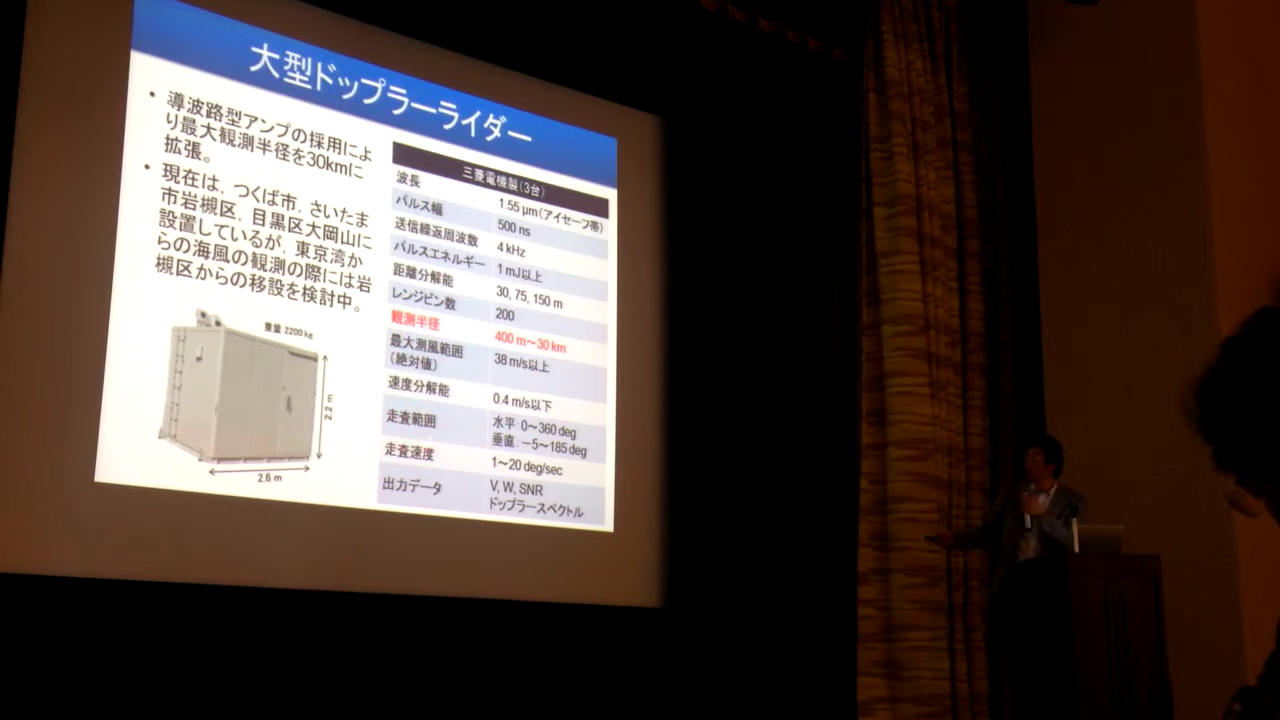 大型ドップラーライダー
• 導波路型アンプの採用によ
り最大観測半径を30kmに
拡張。
• 現在は，つくば市，さいたま
市岩槻区，目黒区大岡山に
設置しているが，東京湾か
らの海風の観測の際には岩
槻区からの移設を検討中。
重量 2200 kg
2.2 m
2.6 m
三菱電機製（3台）
波長 1.55 μm（アイセーフ帯）
パルス幅 500 ns
送信繰返周波数 4 kHz
パルスエネルギー 1 mJ以上
距離分解能 30, 75, 150 m
レンジビン数 200
観測半径 400 m～30 km
最大測風範囲 38 m/s以上
（絶対値）
速度分解能 0.4 m/s以下
走査範囲 水平：0～360 deg
垂直：－5～185 deg
走査速度 1～20 deg/sec
出力データ V, W, SNR
ドップラースペクトル